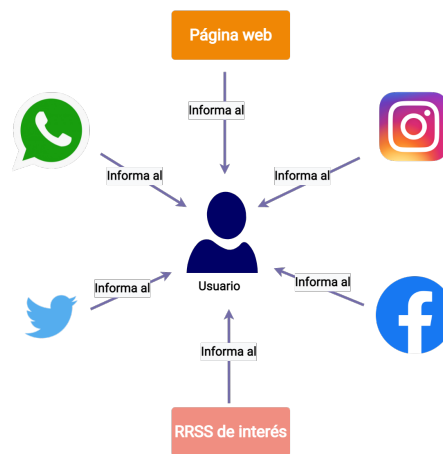 Página web
Informa al
Informa al
Informa al
Informa al
Informa al
Usuario
Informa al
RRSS de interés